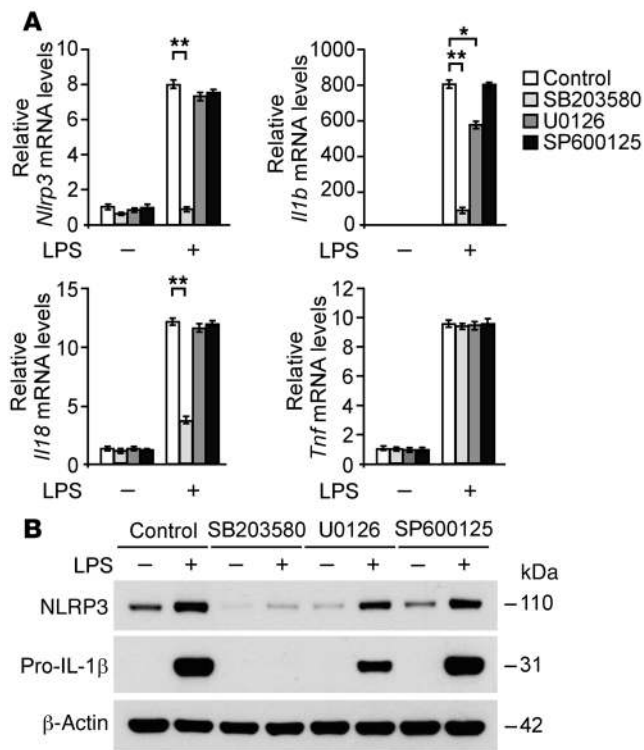 A
Relative
Nlrp3 mRNA levels
10
8
6
4
2
0
**
LPS
–
+
Relative
Il1b mRNA levels
1000
800
600
400
200
0
*
**
LPS
–
+
Control
SB203580
U0126
SP600125
Relative
Il18 mRNA levels
15
10
5
0
**
LPS
–
+
Relative
Tnf mRNA levels
12
10
8
6
4
2
0
LPS
–
+
B
Control SB203580 U0126 SP600125
LPS – + – + – + – + kDa
NLRP3 –110
Pro-IL-1β –31
β-Actin –42